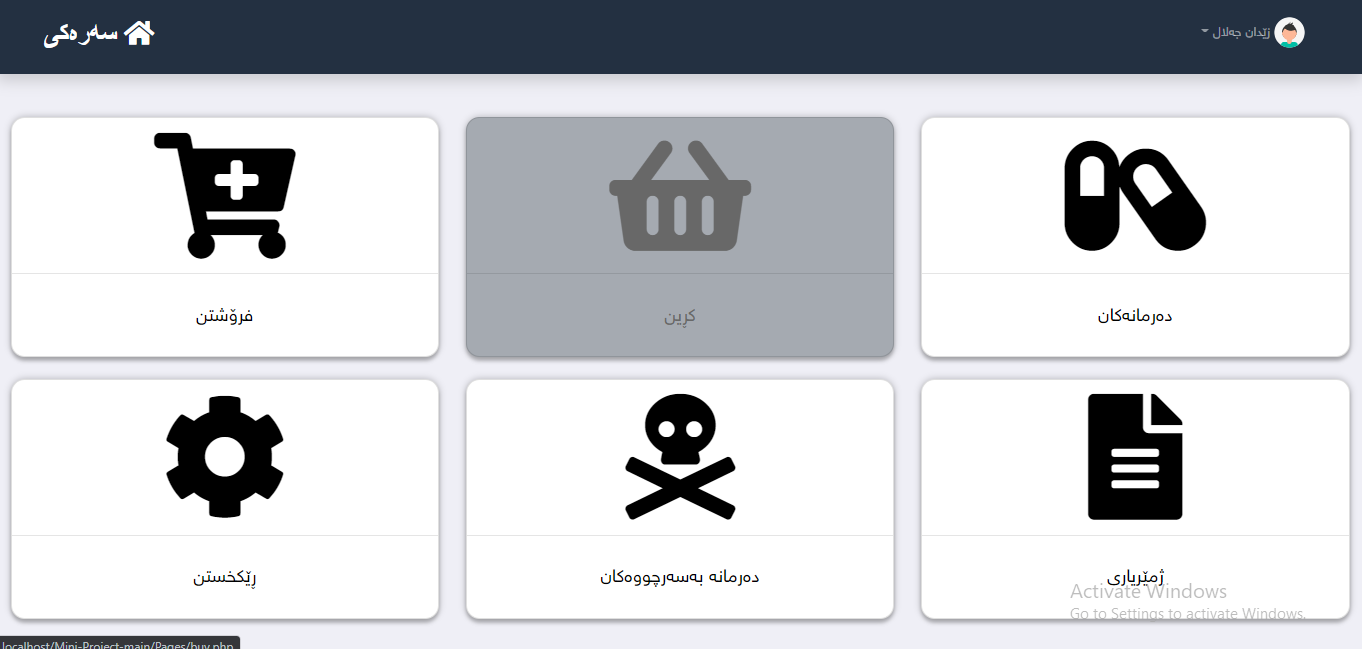 سەرەکی
زێدان جەلال
فرۆشتن
کڕین
دەرمانەکان
ڕێکخستن
دەرمانە بەسەرچووەکان
ژمێریاری
Activate Windows
Go to Settings to activate Windows.
localhost/Mini-Project-main/Pages/buy.php